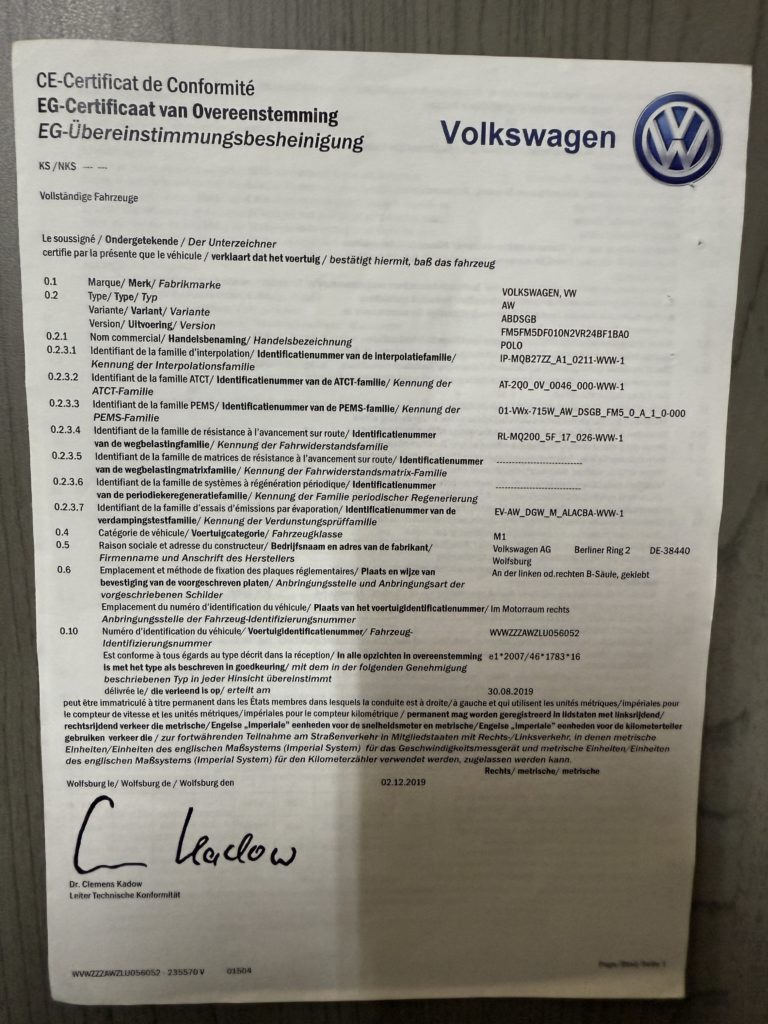 CE-Certificat de Conformité
EG-Certificaat van Overeenstemming
EG-Übereinstimmungsbesheinigung
Volkswagen
KS /NKS --- ---
Vollständige Fahrzeuge
Le soussigné / Ondergetekende / Der Unterzeichner
certifie par la présente que le véhicule / verklaart dat het voertuig / bestätigt hiermit, baß das fahrzeug
0.1 Marque/ Merk/ Fabrikmarke VOLKSWAGEN, VW
0.2 Type/ Type/ Typ AW
Variante/ Variant/ Variante ABDSGB
Version/ Uitvoering/ Version FM5FM5DF010N2VR24BF1BA0
0.2.1 Nom commercial/ Handelsbenaming/ Handelsbezeichnung POLO
0.2.3.1 Identifiant de la famille d'interpolation/ Identificatienummer van de interpolatiefamilie/ IP-MQB27ZZ_A1_0211-WVW-1
Kennung der Interpolationsfamilie
0.2.3.2 Identifiant de la famille ATCT/ Identificatienummer van de ATCT-familie/ Kennung der AT-2Q0_0V_0046_000-WVW-1
ATCT-Familie
0.2.3.3 Identifiant de la famille PEMS/ Identificatienummer van de PEMS-familie/ Kennung der 01-VWx-715W_AW_DSGB_FM5_0_A_1_0-000
PEMS-Familie
0.2.3.4 Identifiant de la famille de résistance à l'avancement sur route/ Identificatienummer RL-MQ200_5F_17_026-WVW-1
van de wegbelastingfamilie/ Kennung der Fahrwiderstandsfamilie
0.2.3.5 Identifiant de la famille de matrices de résistance à l'avancement sur route/ Identificatienummer ----------------------------
van de wegbelastingmatrixfamilie/ Kennung der Fahrwiderstandsmatrix-Familie
0.2.3.6 Identifiant de la famille de systèmes à régénération périodique/ Identificatienummer ----------------------------
van de periodiekeregeneratiefamilie/ Kennung der Familie periodischer Regenerierung
0.2.3.7 Identifiant de la famille d'essais d'émissions par évaporation/ Identificatienummer van de EV-AW_DGW_M_ALACBA-WVW-1
verdampingstestfamilie/ Kennung der Verdunstungsprüffamilie
0.4 Catégorie de véhicule/ Voertuigcategorie/ Fahrzeugklasse M1
0.5 Raison sociale et adresse du constructeur/ Bedrijfsnaam en adres van de fabrikant/ Volkswagen AG Berliner Ring 2 DE-38440
Firmenname und Anschrift des Herstellers Wolfsburg
0.6 Emplacement et méthode de fixation des plaques réglementaires/ Plaats en wijze van An der linken od.rechten B-Säule, geklebt
bevestiging van de voorgeschreven platen/ Anbringungsstelle und Anbringungsart der
vorgeschriebenen Schilder
Emplacement du numéro d'identification du véhicule/ Plaats van het voertuigidentificatienummer/ Im Motorraum rechts
Anbringungsstelle der Fahrzeug-Identifizierungsnummer
0.10 Numéro d'identification du véhicule/ Voertuigidentificatienummer/ Fahrzeug- WVWZZZAWZLU056052
Identifizierungsnummer
Est conforme à tous égards au type décrit dans la réception/ In alle opzichten in overeenstemming e1*2007/46*1783*16
is met het type als beschreven in goedkeuring/ mit dem in der folgenden Genehmigung
beschriebenen Typ in jeder Hinsicht übereinstimmt
délivrée le/ die verleend is op/ erteilt am 30.08.2019
peut être immatriculé à titre permanent dans les États membres dans lesquels la conduite est à droite/à gauche et qui utilisent les unités métriques/impériales pour
le compteur de vitesse et les unités métriques/impériales pour le compteur kilométrique / permanent mag worden geregistreerd in lidstaten met linksrijdend/
rechtsrijdend verkeer die metrische/Engelse „Imperiale" eenheden voor de snelheidsmeter en metrische/Engelse „imperiale" eenheden voor de kilometerteller
gebruiken verkeer die / zur fortwährenden Teilnahme am Straßenverkehr in Mitgliedstaaten mit Rechts-/Linksverkehr, in denen metrische
Einheiten/Einheiten des englischen Maßsystems (Imperial System) für das Geschwindigkeitsmessgerät und metrische Einheiten/Einheiten
des englischen Maßsystems (Imperial System) für den Kilometerzähler verwendet werden, zugelassen werden kann.
Rechts/ metrische/ metrische
Wolfsburg le/ Wolfsburg de / Wolfsburg den 02.12.2019
Kadow
Dr. Clemens Kadow
Leiter Technische Konformität
WVWZZZAWZLU056052 - 235570 V 01504